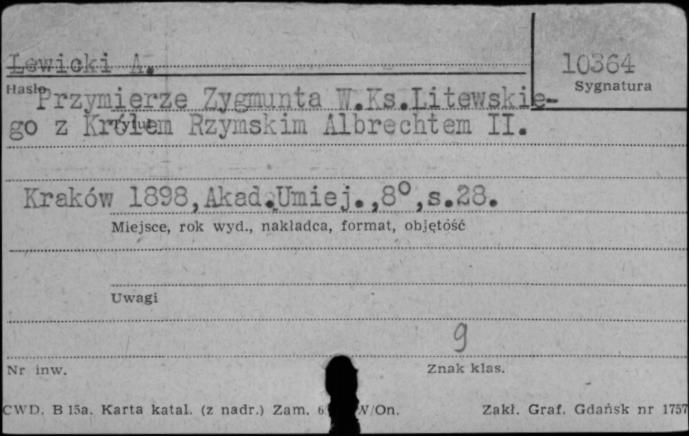 Lewicki A.
10364
Hasło
Sygnatura
Przymierze Zygmunta W.Ks.Litewskie-
go z Królem Rzymskim Albrechtem II.
Tytuł
Kraków 1898,Akad.Umiej.,8°,s.28.
Miejsce, rok wyd., nakładca, format, objętość
Uwagi
9
Nr inw.
Znak klas.
CWD. B 15a. Karta katal. (z nadr.) Zam. W/On.
Zakł. Graf. Gdańsk nr 1757